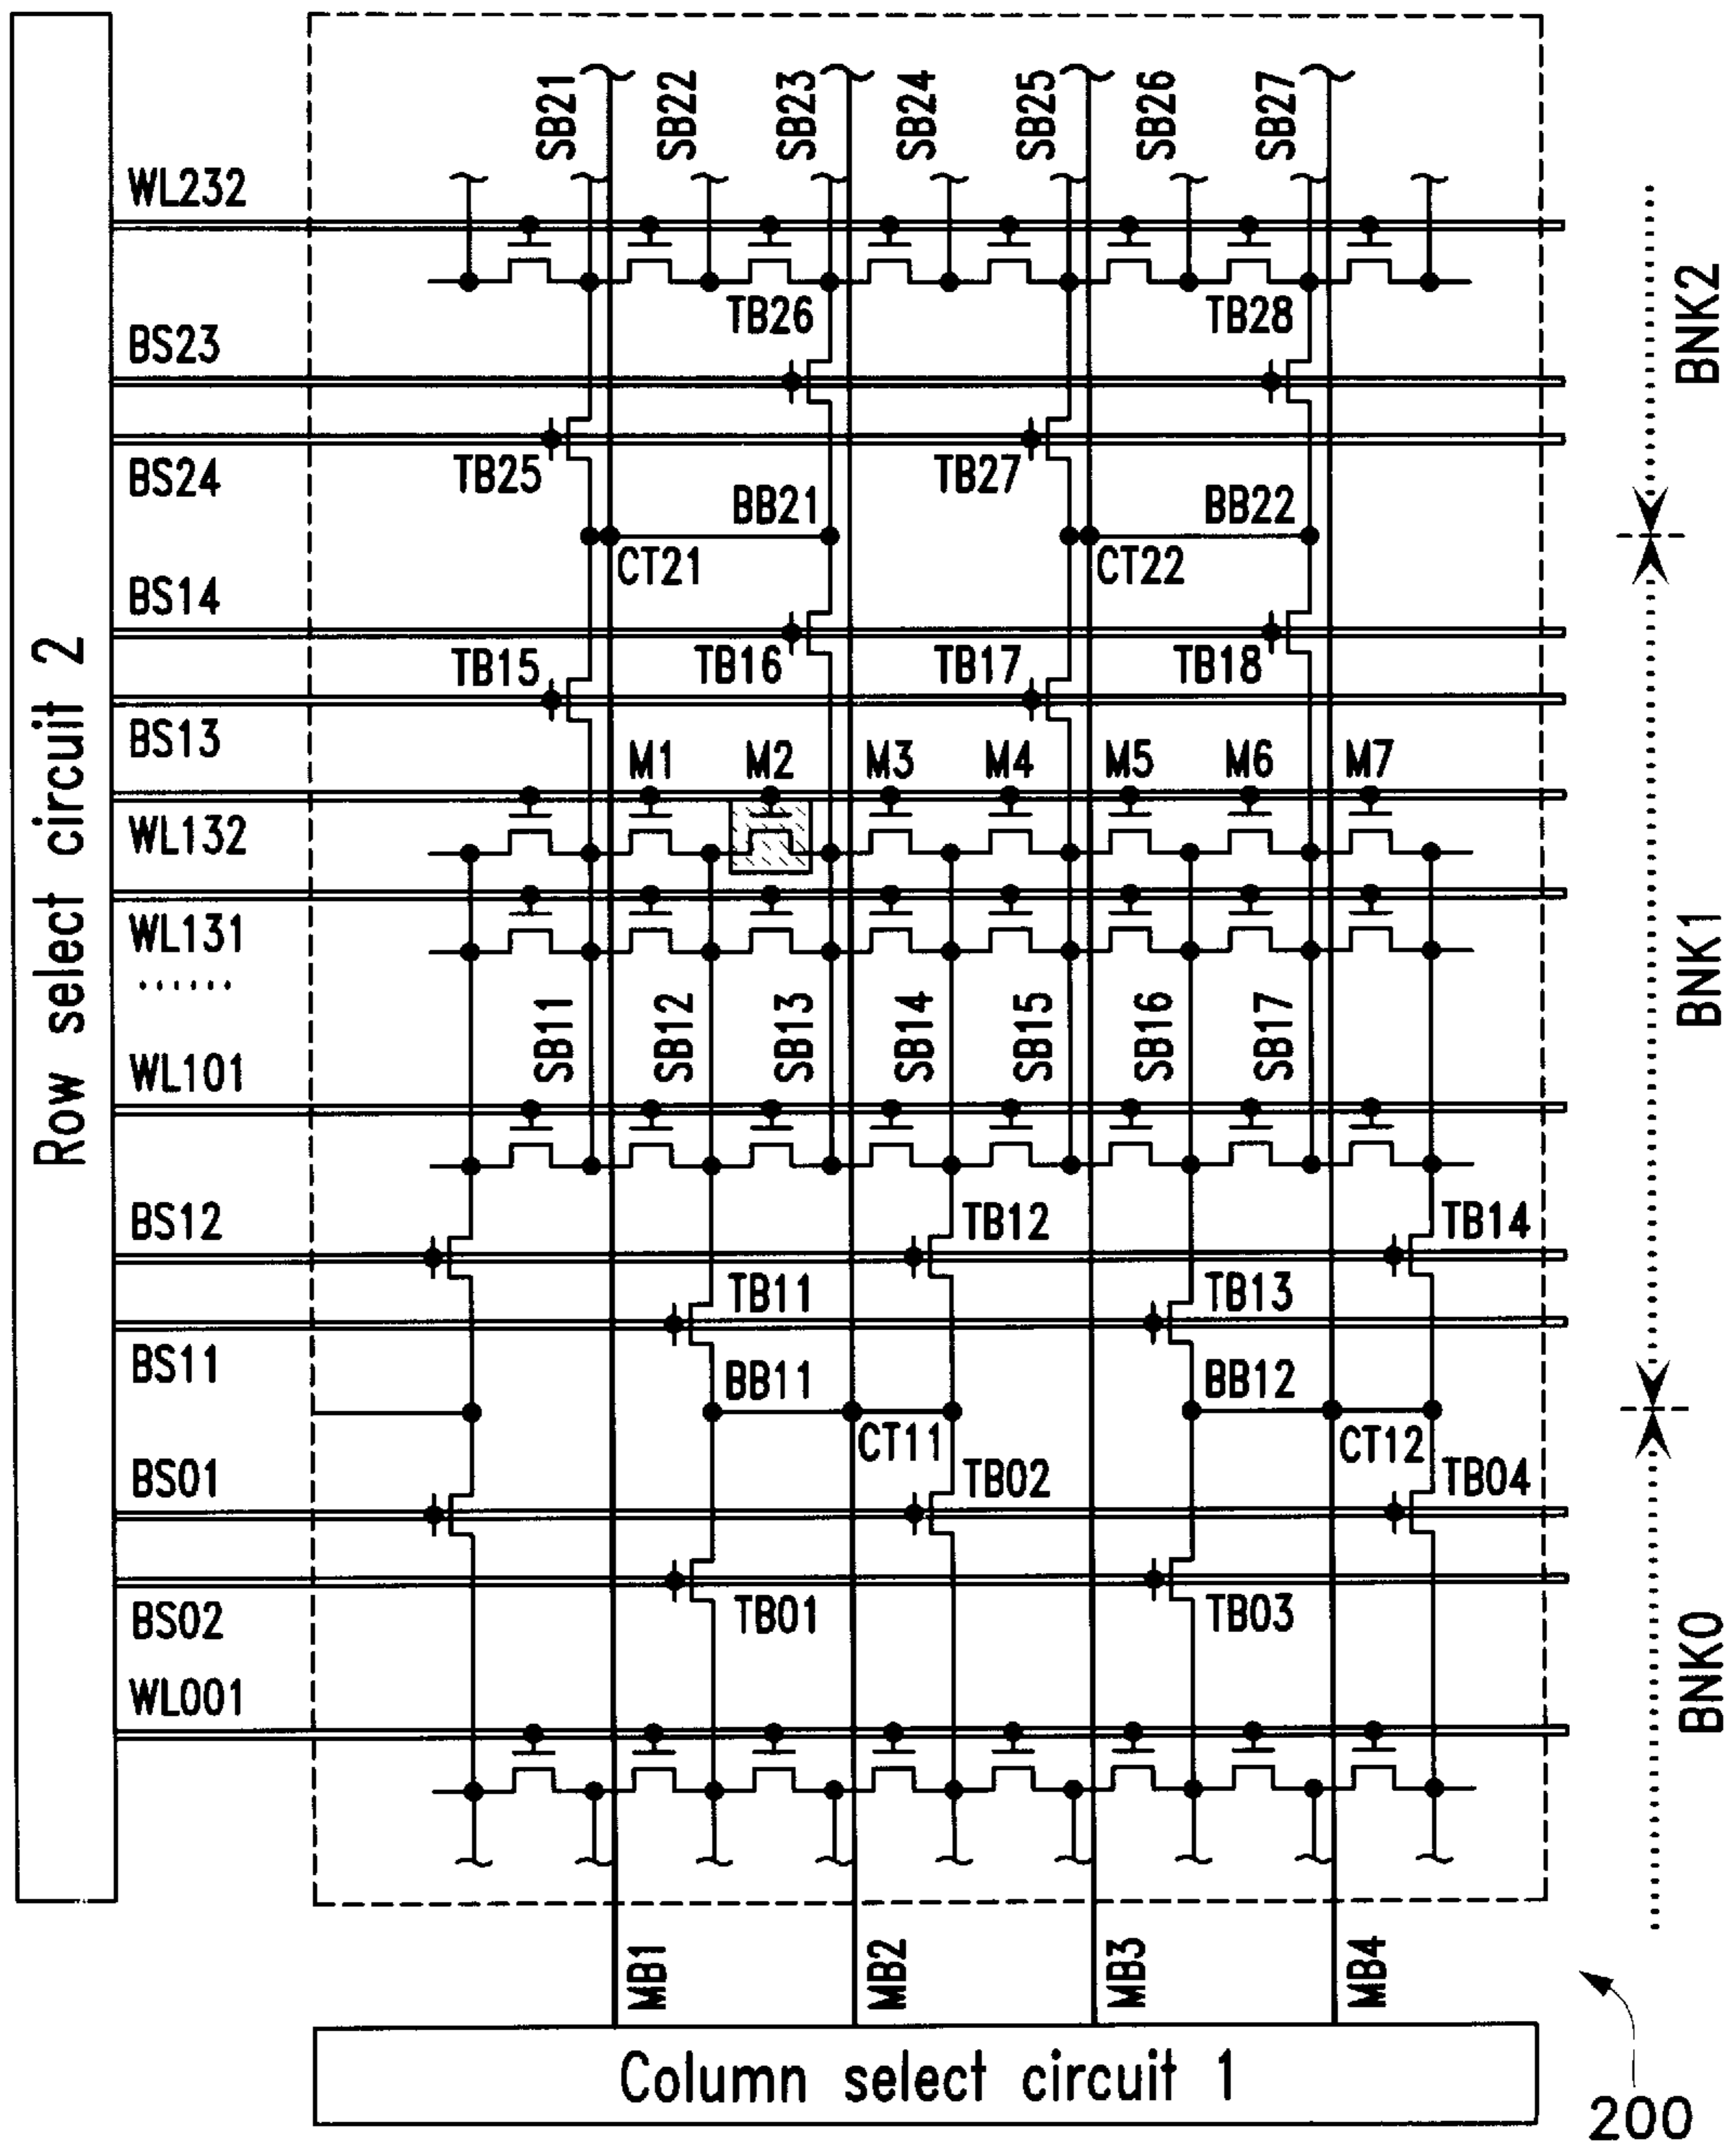 SB21
SB22
SB23
SB24
SB25
SB26
SB27
WL232
TB26
TB28
BS23
BNK2
BS24
TB25
TB27
BB21
BB22
CT21
CT22
BS14
TB15
TB16
TB17
TB18
BS13
M1
M2
M3
M4
M5
M6
M7
WL132
WL131
......
BNK1
Row select circuit 2
SB11
SB12
SB13
SB14
SB15
SB16
SB17
WL101
BS12
TB12
TB14
TB11
TB13
BS11
BB11
BB12
CT11
CT12
BS01
TB02
TB04
BS02
TB01
TB03
BNK0
WL001
MB1
MB2
MB3
MB4
Column select circuit 1
200